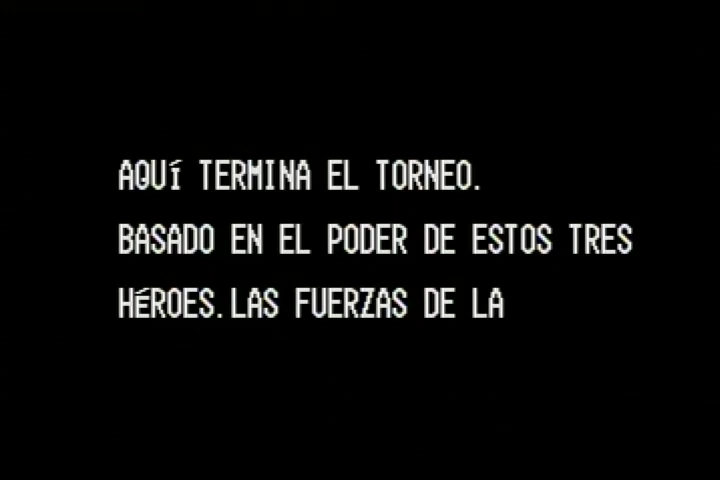 AQUí TERMINA EL TORNEO.
BASADO EN EL PODER DE ESTOS TRES
HéROES.LAS FUERZAS DE LA